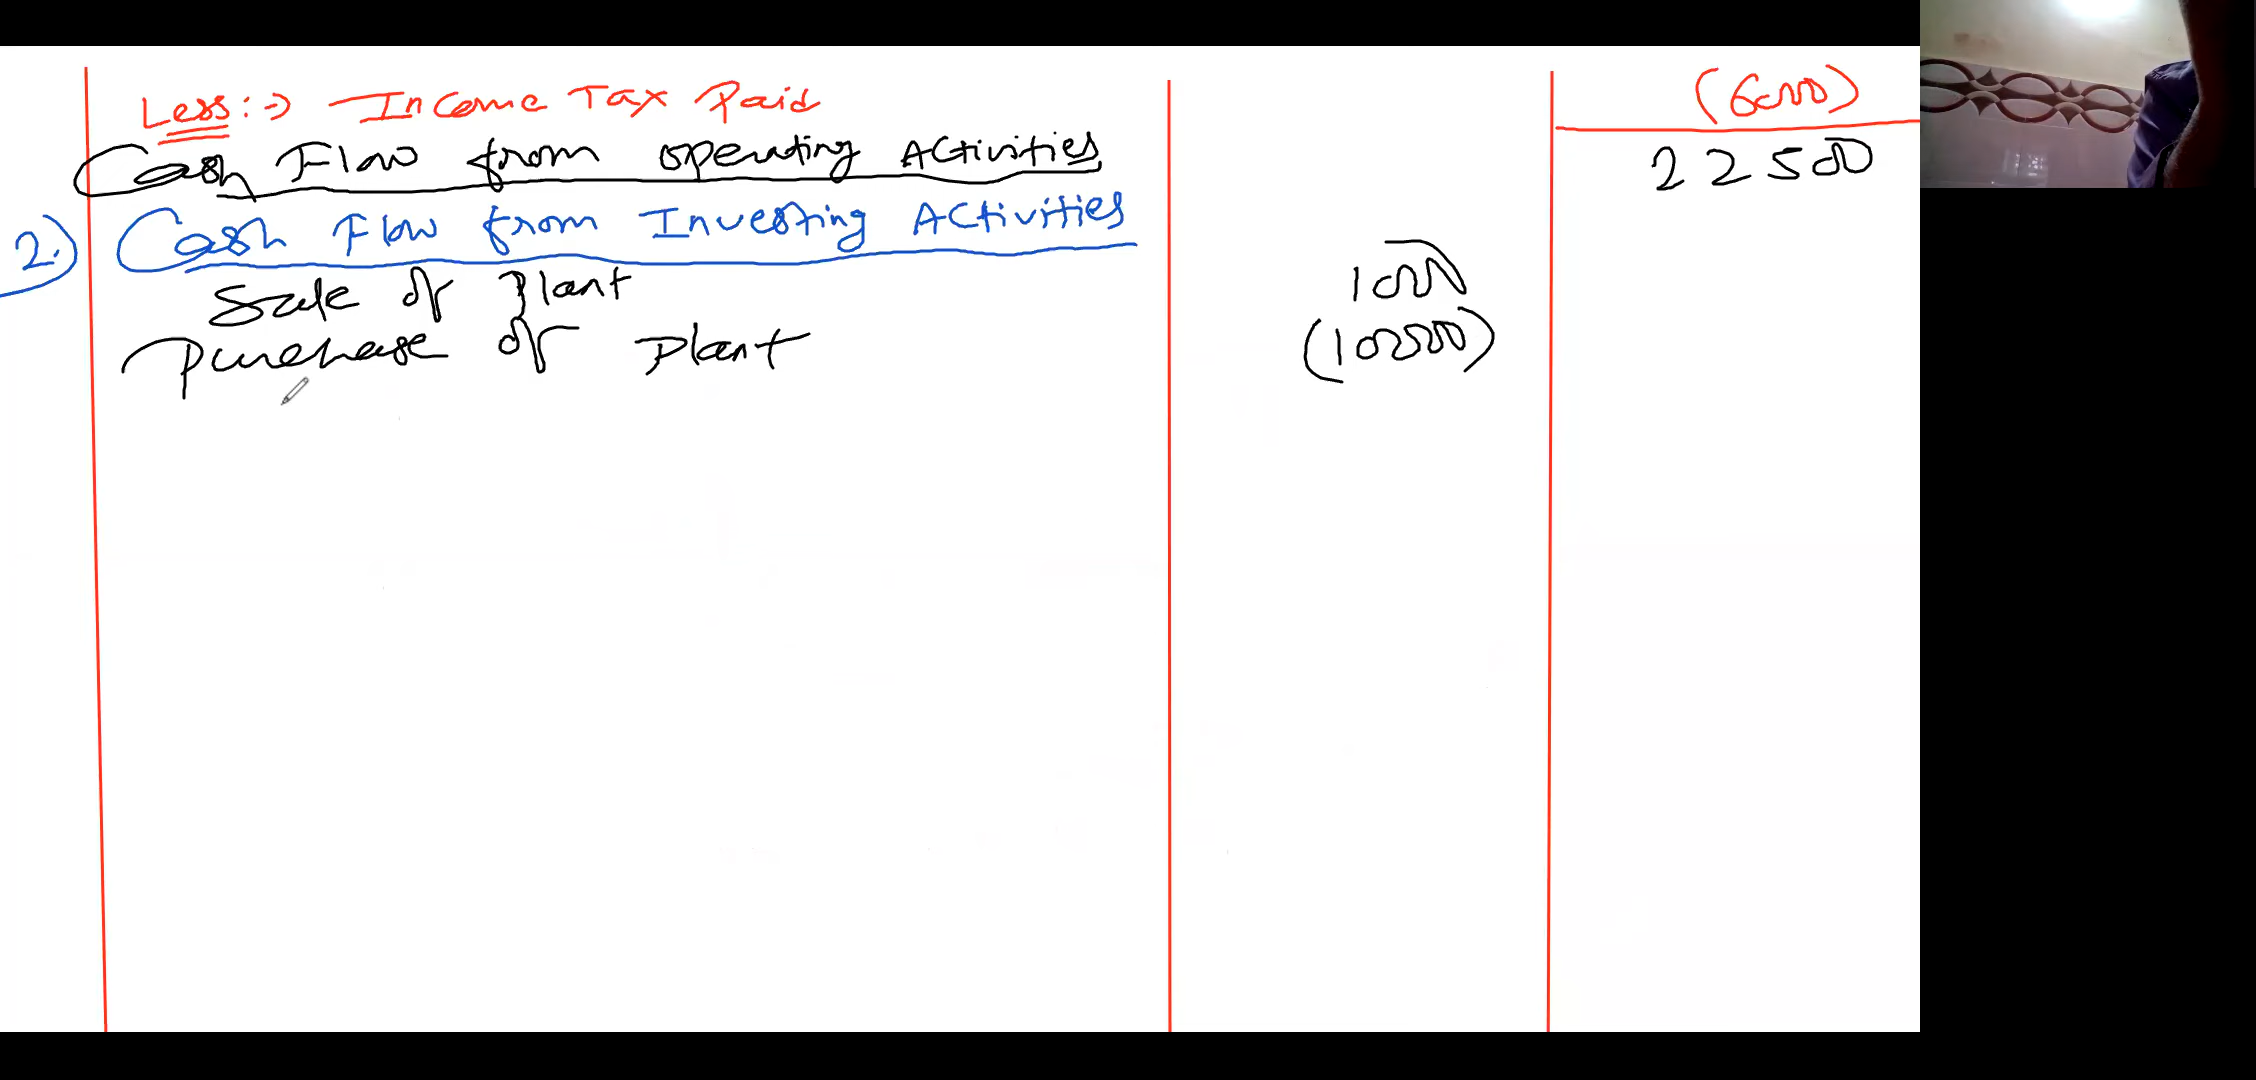 Less :-> Income Tax Paid (6000)
Cash Flow from operating Activities 22500
2.) Cash Flow from Investing Activities
Sale of Plant 1000
Purchase of Plant (10000)